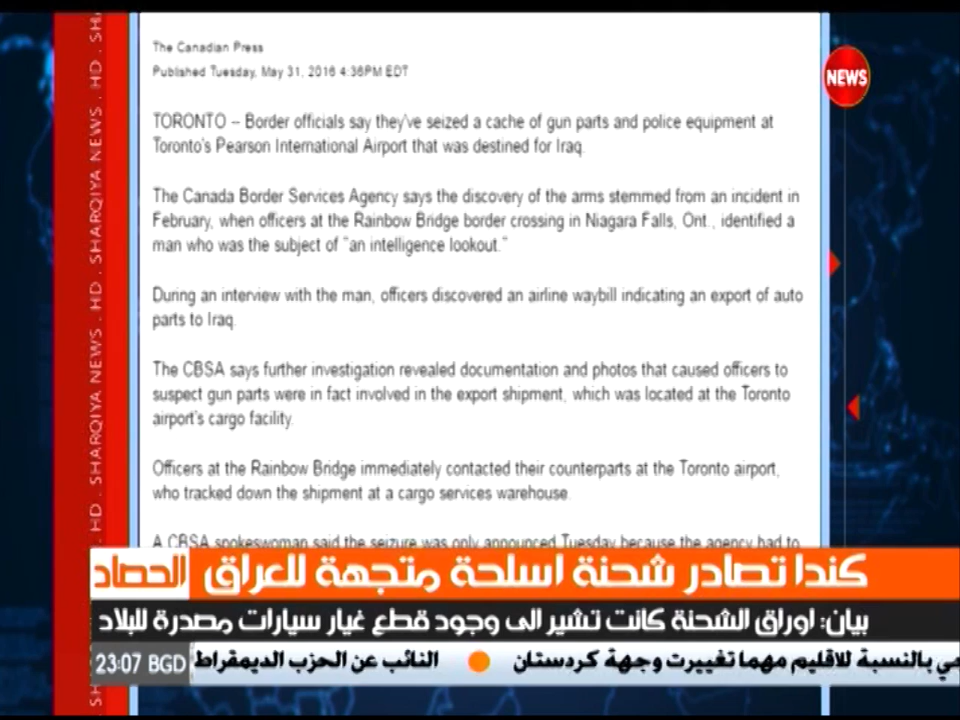 The Canadian Press
Published Tuesday, May 31, 2016 4:36PM EDT
NEWS
TORONTO -- Border officials say they've seized a cache of gun parts and police equipment at
Toronto's Pearson International Airport that was destined for Iraq.
The Canada Border Services Agency says the discovery of the arms stemmed from an incident in
February, when officers at the Rainbow Bridge border crossing in Niagara Falls, Ont., identified a
man who was the subject of "an intelligence lookout."
During an interview with the man, officers discovered an airline waybill indicating an export of auto
parts to Iraq.
The CBSA says further investigation revealed documentation and photos that caused officers to
suspect gun parts were in fact involved in the export shipment, which was located at the Toronto
airport's cargo facility.
Officers at the Rainbow Bridge immediately contacted their counterparts at the Toronto airport,
who tracked down the shipment at a cargo services warehouse.
A CBSA spokeswoman said the seizure was only announced Tuesday because the agency had to
SHARQIYA NEWS . HD . SHARQIYA NEWS . HD . SH
كندا تصادر شحنة اسلحة متجهة للعراق
الحصاد
بيان: اوراق الشحنة كانت تشير الى وجود قطع غيار سيارات مصدرة للبلاد
بالنسبة للاقليم مهما تغييرت وجهة كردستان
النائب عن الحزب الديمقراط
23:07 BGD